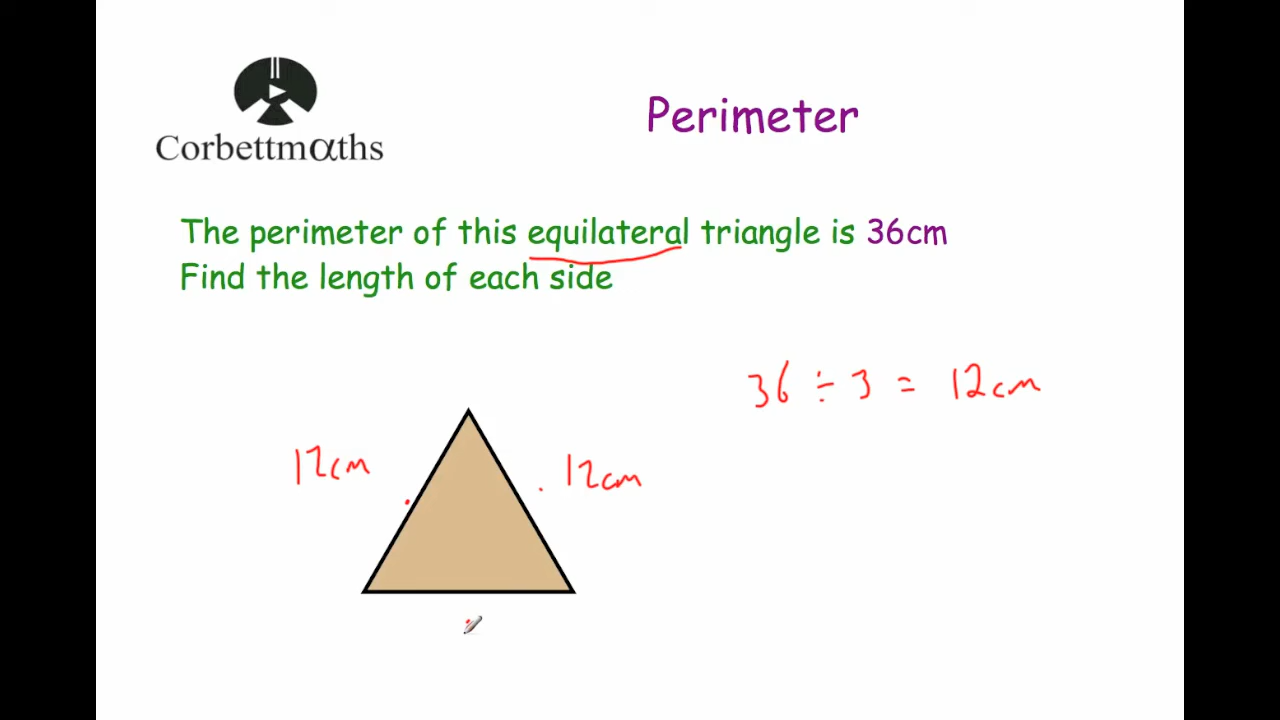 Corbettmαths
Perimeter
The perimeter of this equilateral triangle is 36cm
Find the length of each side
36 ÷ 3 = 12cm
12cm
12cm